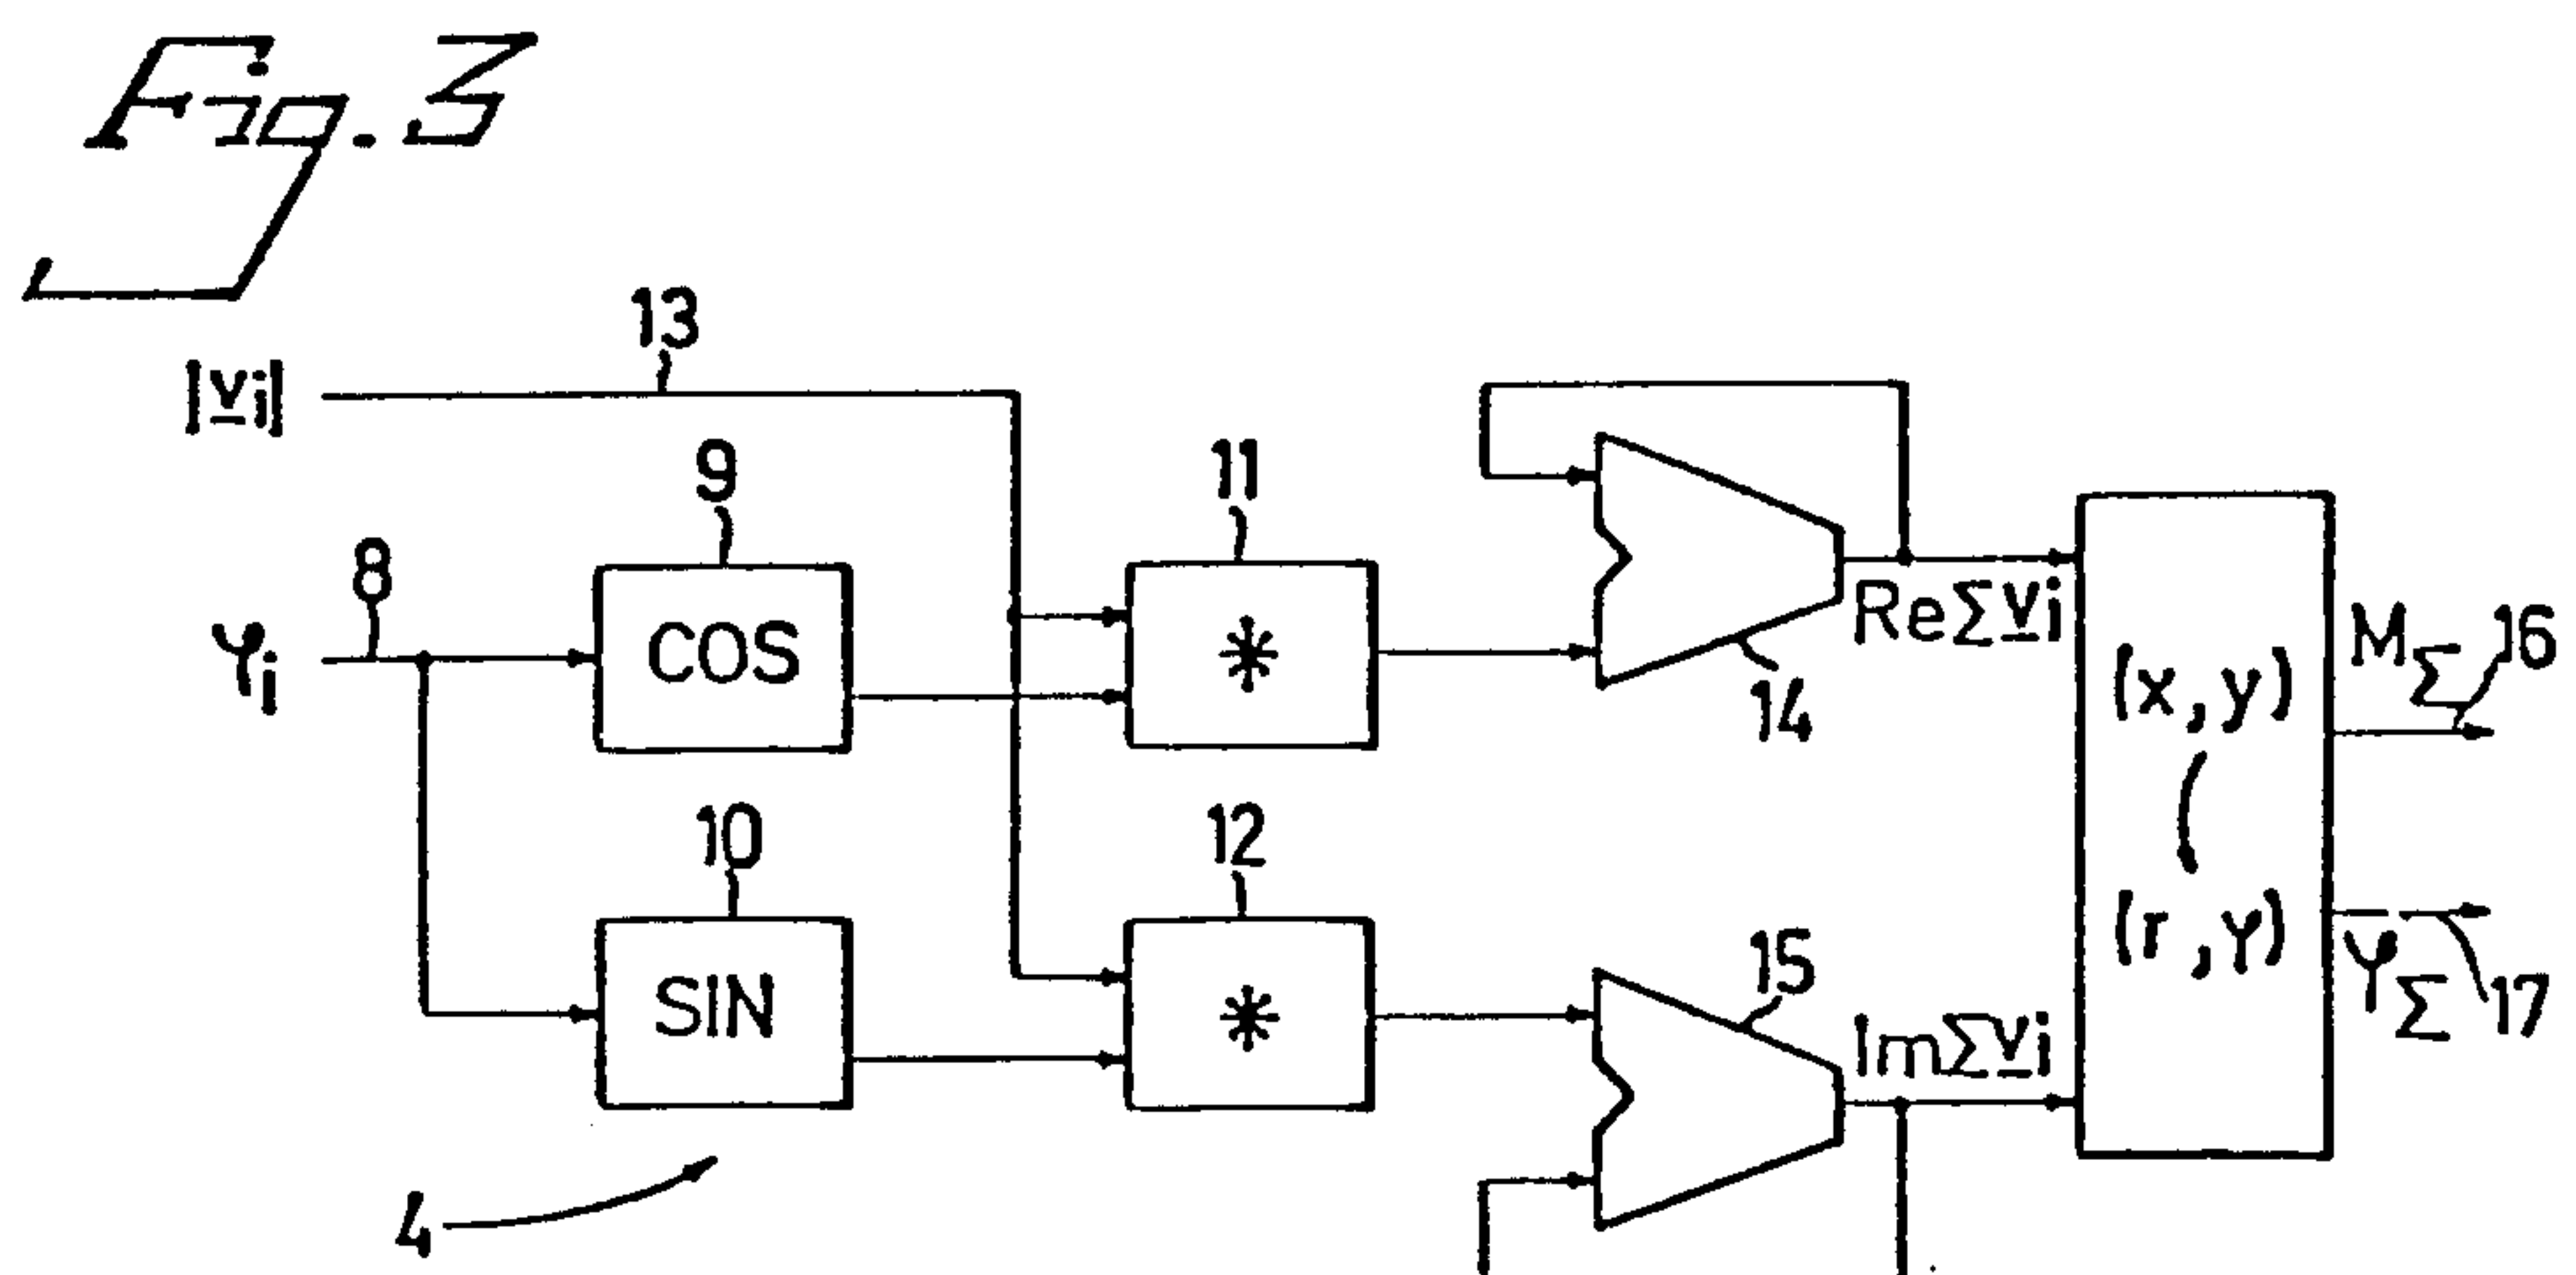 Fig. 3
13
|v̲i|
9
11
8
φi
COS
*
Re∑v̲i
14
(x,y)
M∑
16
10
12
SIN
*
15
Im∑v̲i
(r,φ)
φ∑
17
4